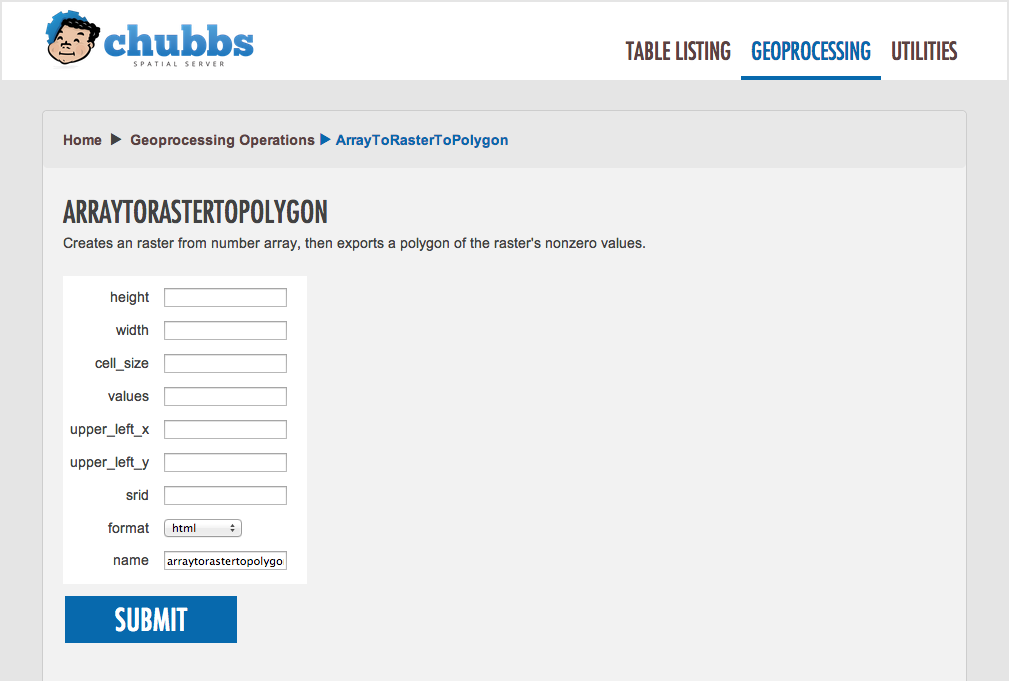 chubbs
SPATIAL SERVER
TABLE LISTING GEOPROCESSING UTILITIES
Home ▶ Geoprocessing Operations ▶ ArrayToRasterToPolygon
ARRAYTORASTERTOPOLYGON
Creates an raster from number array, then exports a polygon of the raster's nonzero values.
height
width
cell_size
values
upper_left_x
upper_left_y
srid
format html
name arraytorastertopolygo
SUBMIT